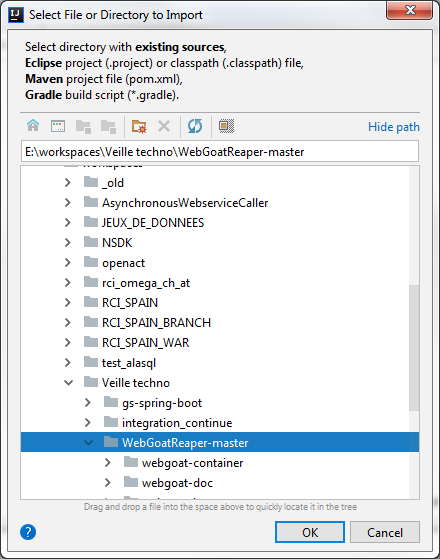 Select File or Directory to Import
Select directory with existing sources,
Eclipse project (.project) or classpath (.classpath) file,
Maven project file (pom.xml),
Gradle build script (*.gradle).
Hide path
E:\workspaces\Veille techno\WebGoatReaper-master
workspaces
_old
AsynchronousWebserviceCaller
JEUX_DE_DONNEES
NSDK
openact
rci_omega_ch_at
RCI_SPAIN
RCI_SPAIN_BRANCH
RCI_SPAIN_WAR
test_alasql
Veille techno
gs-spring-boot
integration_continue
WebGoatReaper-master
webgoat-container
webgoat-doc
Drag and drop a file into the space above to quickly locate it in the tree
? OK Cancel